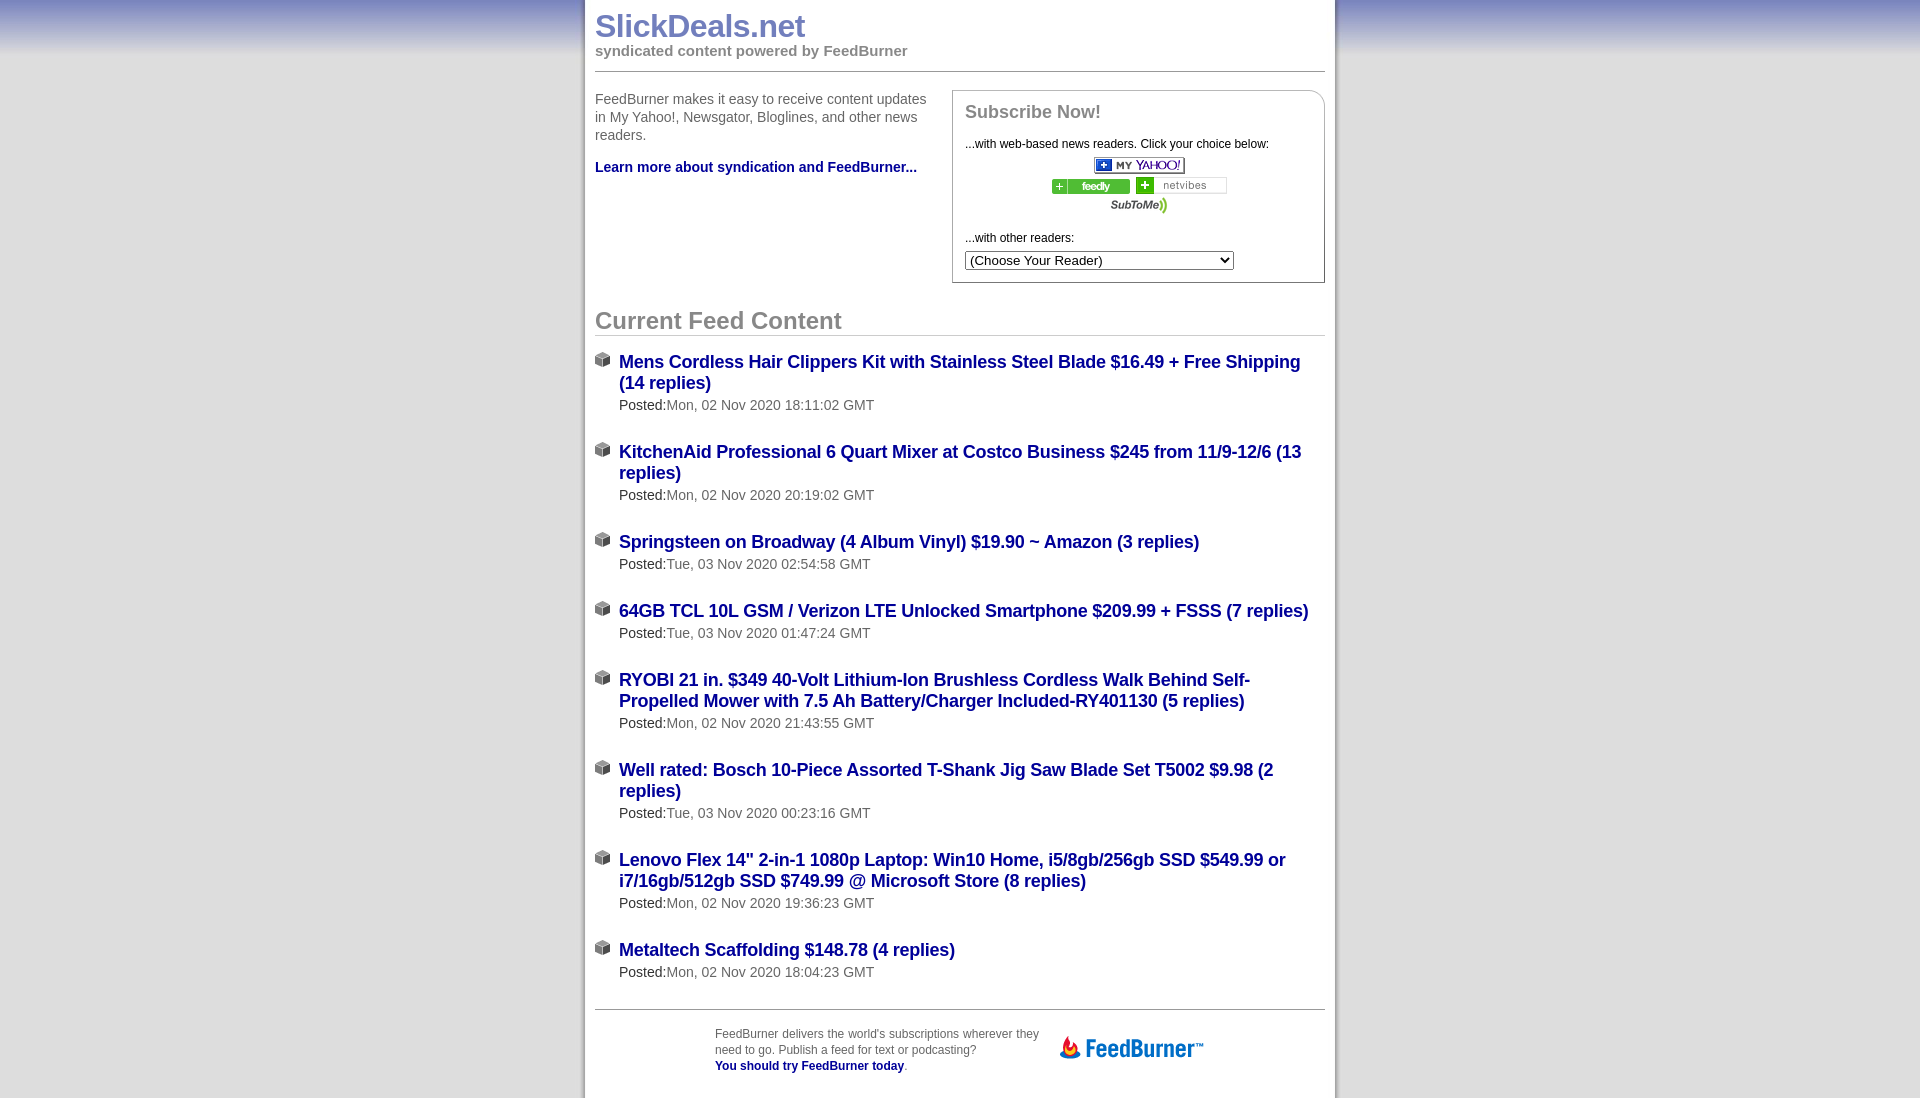 SlickDeals.net
syndicated content powered by FeedBurner
FeedBurner makes it easy to receive content updates
in My Yahoo!, Newsgator, Bloglines, and other news
readers.
Learn more about syndication and FeedBurner...
Subscribe Now!
...with web-based news readers. Click your choice below:
MY YAHOO!
feedly
netvibes
SubToMe
...with other readers:
(Choose Your Reader)
Current Feed Content
Mens Cordless Hair Clippers Kit with Stainless Steel Blade $16.49 + Free Shipping
(14 replies)
Posted:Mon, 02 Nov 2020 18:11:02 GMT
KitchenAid Professional 6 Quart Mixer at Costco Business $245 from 11/9-12/6 (13
replies)
Posted:Mon, 02 Nov 2020 20:19:02 GMT
Springsteen on Broadway (4 Album Vinyl) $19.90 ~ Amazon (3 replies)
Posted:Tue, 03 Nov 2020 02:54:58 GMT
64GB TCL 10L GSM / Verizon LTE Unlocked Smartphone $209.99 + FSSS (7 replies)
Posted:Tue, 03 Nov 2020 01:47:24 GMT
RYOBI 21 in. $349 40-Volt Lithium-Ion Brushless Cordless Walk Behind Self-
Propelled Mower with 7.5 Ah Battery/Charger Included-RY401130 (5 replies)
Posted:Mon, 02 Nov 2020 21:43:55 GMT
Well rated: Bosch 10-Piece Assorted T-Shank Jig Saw Blade Set T5002 $9.98 (2
replies)
Posted:Tue, 03 Nov 2020 00:23:16 GMT
Lenovo Flex 14" 2-in-1 1080p Laptop: Win10 Home, i5/8gb/256gb SSD $549.99 or
i7/16gb/512gb SSD $749.99 @ Microsoft Store (8 replies)
Posted:Mon, 02 Nov 2020 19:36:23 GMT
Metaltech Scaffolding $148.78 (4 replies)
Posted:Mon, 02 Nov 2020 18:04:23 GMT
FeedBurner delivers the world's subscriptions wherever they
need to go. Publish a feed for text or podcasting?
You should try FeedBurner today.
FeedBurner™